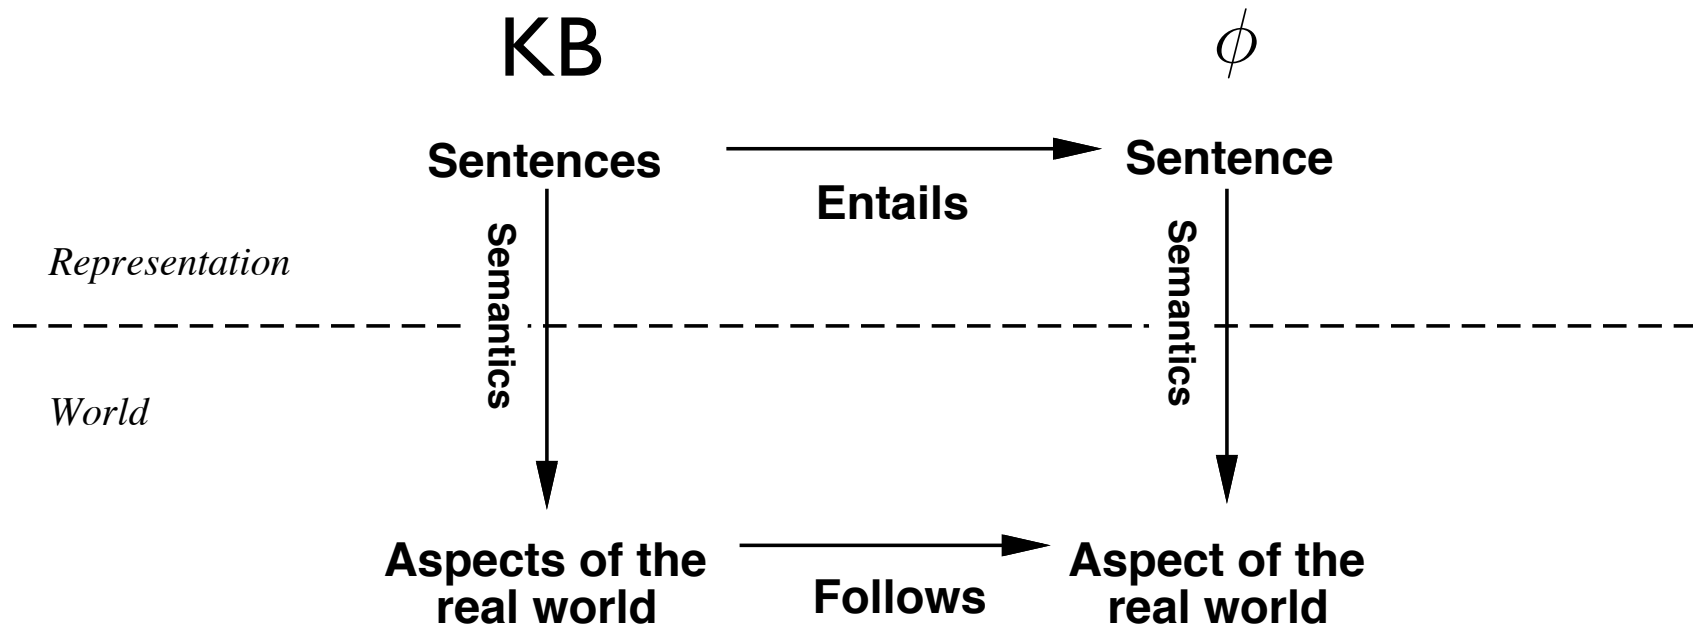 KB
ϕ
Sentences
Sentence
Entails
Semantics
Semantics
Representation
World
Aspects of the
real world
Follows
Aspect of the
real world